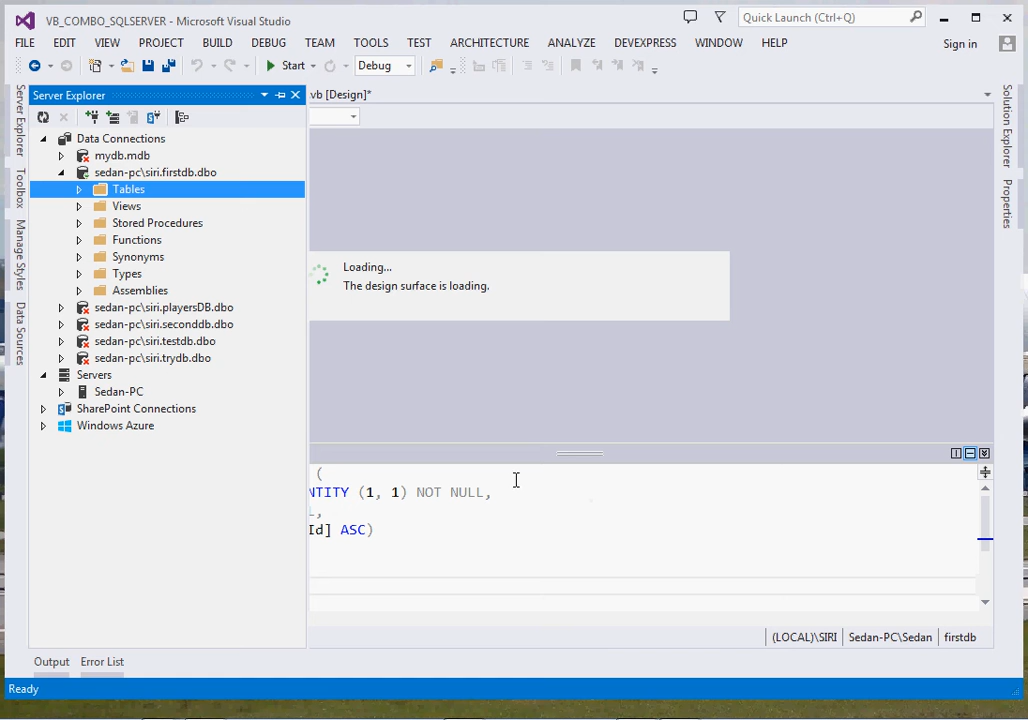 VB_COMBO_SQLSERVER - Microsoft Visual Studio
Quick Launch (Ctrl+Q)
FILE EDIT VIEW PROJECT BUILD DEBUG TEAM TOOLS TEST ARCHITECTURE ANALYZE DEVEXPRESS WINDOW HELP Sign in
Start Debug
Server Explorer
vb [Design]*
Data Connections
mydb.mdb
sedan-pc\siri.firstdb.dbo
Tables
Views
Stored Procedures
Functions
Synonyms
Types
Assemblies
sedan-pc\siri.playersDB.dbo
sedan-pc\siri.seconddb.dbo
sedan-pc\siri.testdb.dbo
sedan-pc\siri.trydb.dbo
Servers
Sedan-PC
SharePoint Connections
Windows Azure
Server Explorer
Toolbox
Manage Styles
Data Sources
Loading...
The design surface is loading.
(
NTITY (1, 1) NOT NULL,
L,
Id] ASC)
(LOCAL)\SIRI Sedan-PC\Sedan firstdb
Solution Explorer
Properties
Output Error List
Ready